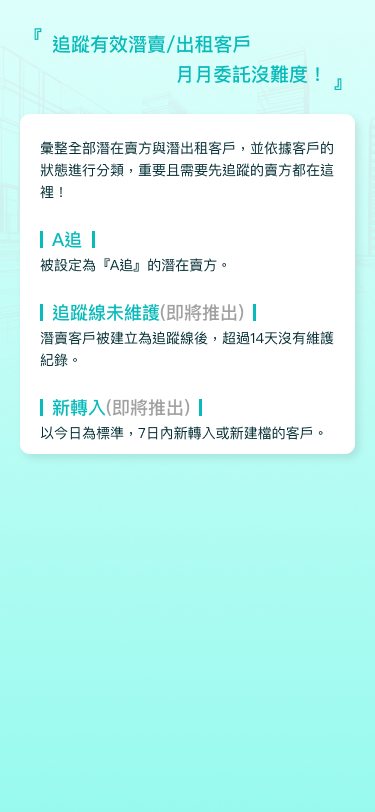 『 追蹤有效潛賣/出租客戶
月月委託沒難度！ 』
彙整全部潛在賣方與潛出租客戶，並依據客戶的
狀態進行分類，重要且需要先追蹤的賣方都在這
裡！
A追
被設定為『A追』的潛在賣方。
追蹤線未維護(即將推出)
潛賣客戶被建立為追蹤線後，超過14天沒有維護
紀錄。
新轉入(即將推出)
以今日為標準，7日內新轉入或新建檔的客戶。